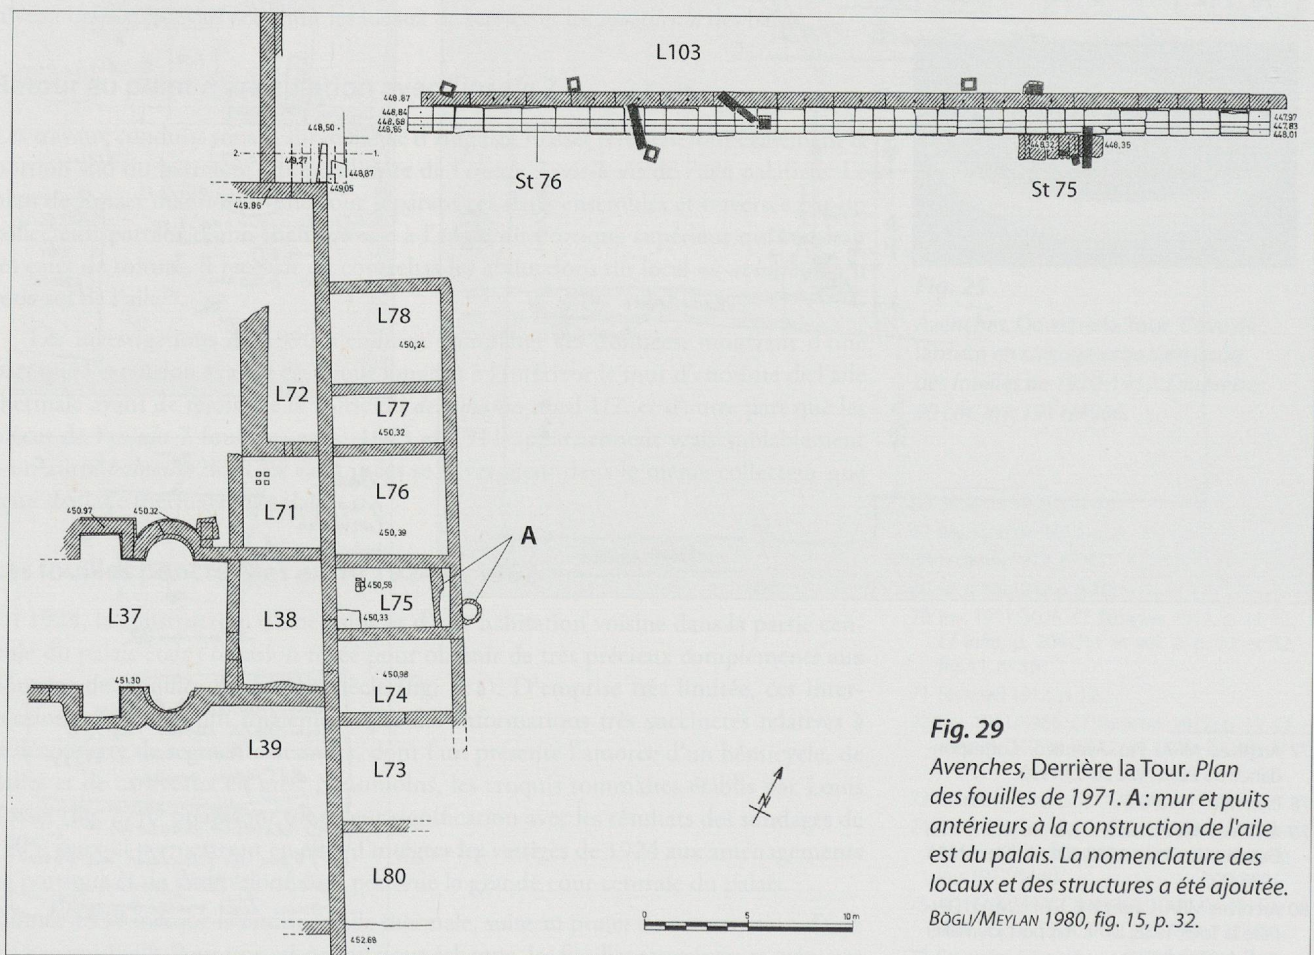 L103
448.87
448.84
448.68
448.65
447.97
447.83
448.01
448.32
448.35
St 76
St 75
448,50
2.
1.
449,27
448,87
449,05
449.86
L78
450,24
L72
L77
450,32
L76
450,39
L71
450.97
450.32
A
450,58
L75
450,33
L37
L38
450,98
L74
451.30
L39
L73
L80
452.68
N
0 5 10 m
Fig. 29
Avenches, Derrière la Tour. Plan
des fouilles de 1971. A : mur et puits
antérieurs à la construction de l'aile
est du palais. La nomenclature des
locaux et des structures a été ajoutée.
BÖGLI/MEYLAN 1980, fig. 15, p. 32.